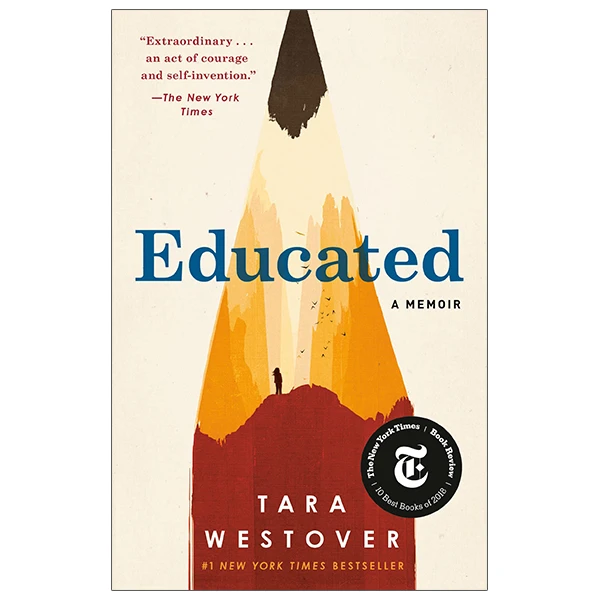 “Extraordinary . . .
an act of courage
and self-invention.”
—The New York
Times
Educated
A MEMOIR
The New York Times | Book Review
T
| 10 Best Books of 2018 |
TARA
WESTOVER
#1 NEW YORK TIMES BESTSELLER